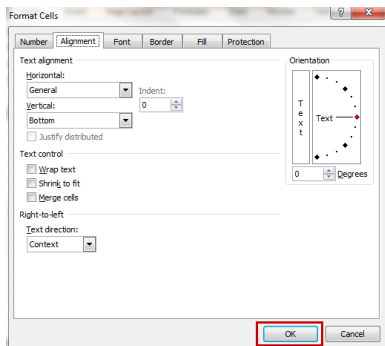 Format Cells
Number Alignment Font Border Fill Protection
Text alignment
Horizontal:
General
Indent:
Vertical:
0
Bottom
Justify distributed
Text control
Wrap text
Shrink to fit
Merge cells
Right-to-left
Text direction:
Context
Orientation
Text
Text
0 Degrees
OK Cancel